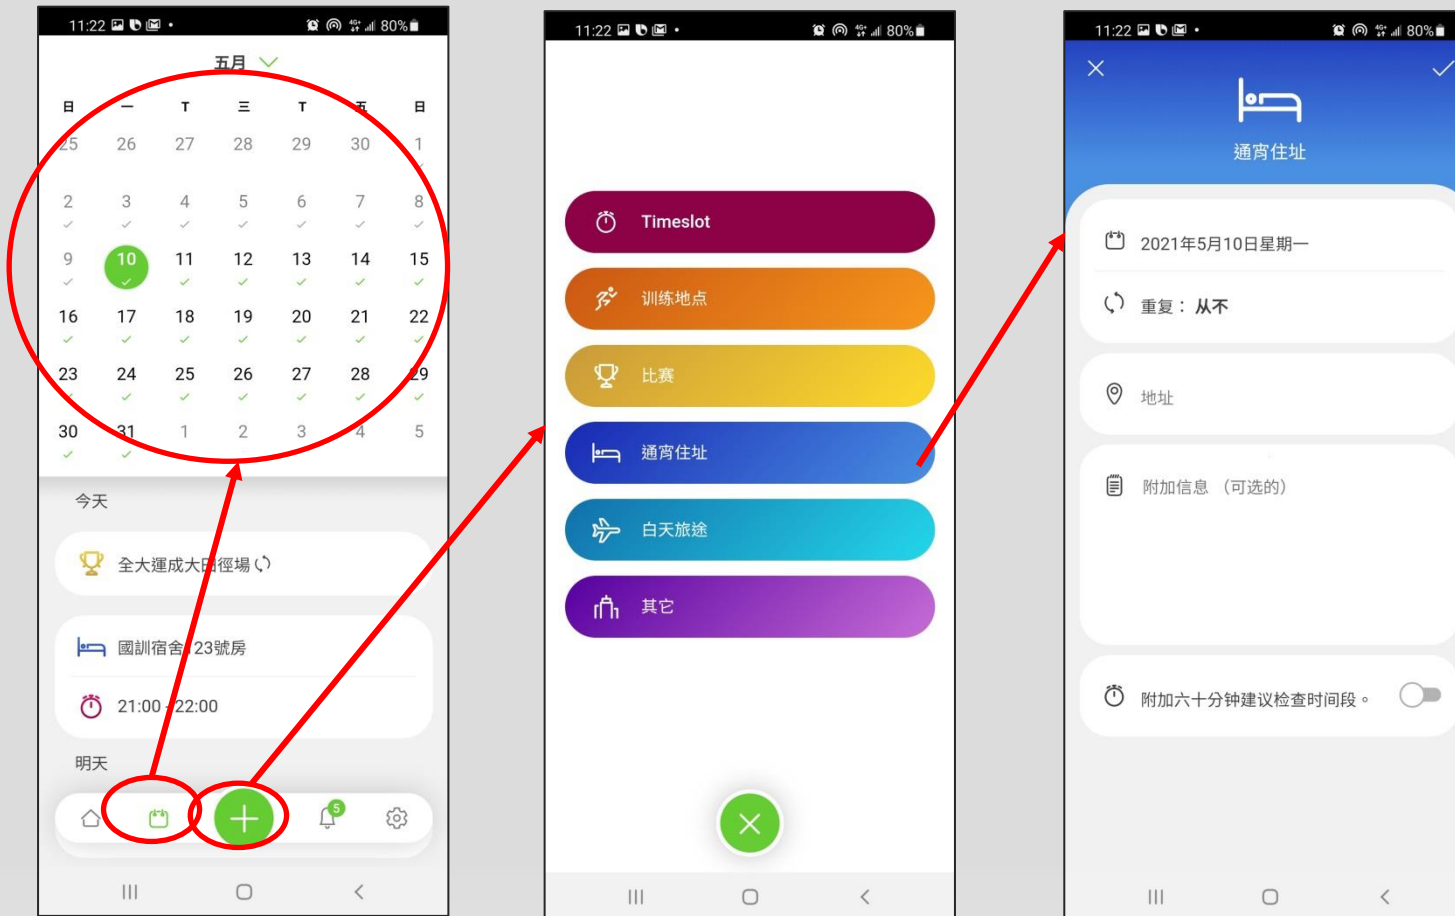 11:22
80%
五月
日 一 T 三 T 五 日
25 26 27 28 29 30 1
2 3 4 5 6 7 8
9 10 11 12 13 14 15
16 17 18 19 20 21 22
23 24 25 26 27 28 29
30 31 1 2 3 4 5
今天
全大運成大田徑場
國訓宿舍123號房
21:00 - 22:00
明天
5
11:22
80%
Timeslot
训练地点
比赛
通宵住址
白天旅途
其它
11:22
80%
通宵住址
2021年5月10日星期一
重复： 从不
地址
附加信息 （可选的）
附加六十分钟建议检查时间段。